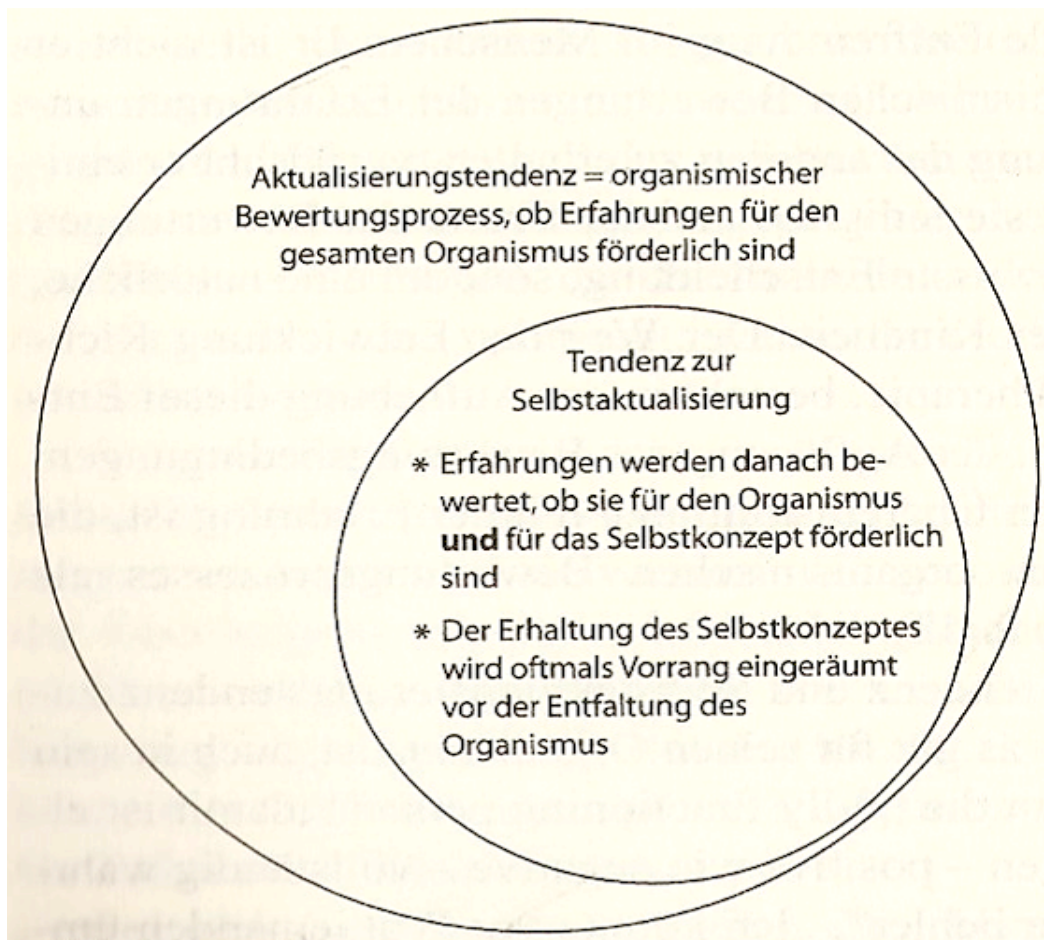 Aktualisierungstendenz = organismischer
Bewertungsprozess, ob Erfahrungen für den
gesamten Organismus förderlich sind
Tendenz zur
Selbstaktualisierung
* Erfahrungen werden danach be-
wertet, ob sie für den Organismus
und für das Selbstkonzept förderlich
sind
* Der Erhaltung des Selbstkonzeptes
wird oftmals Vorrang eingeräumt
vor der Entfaltung des
Organismus